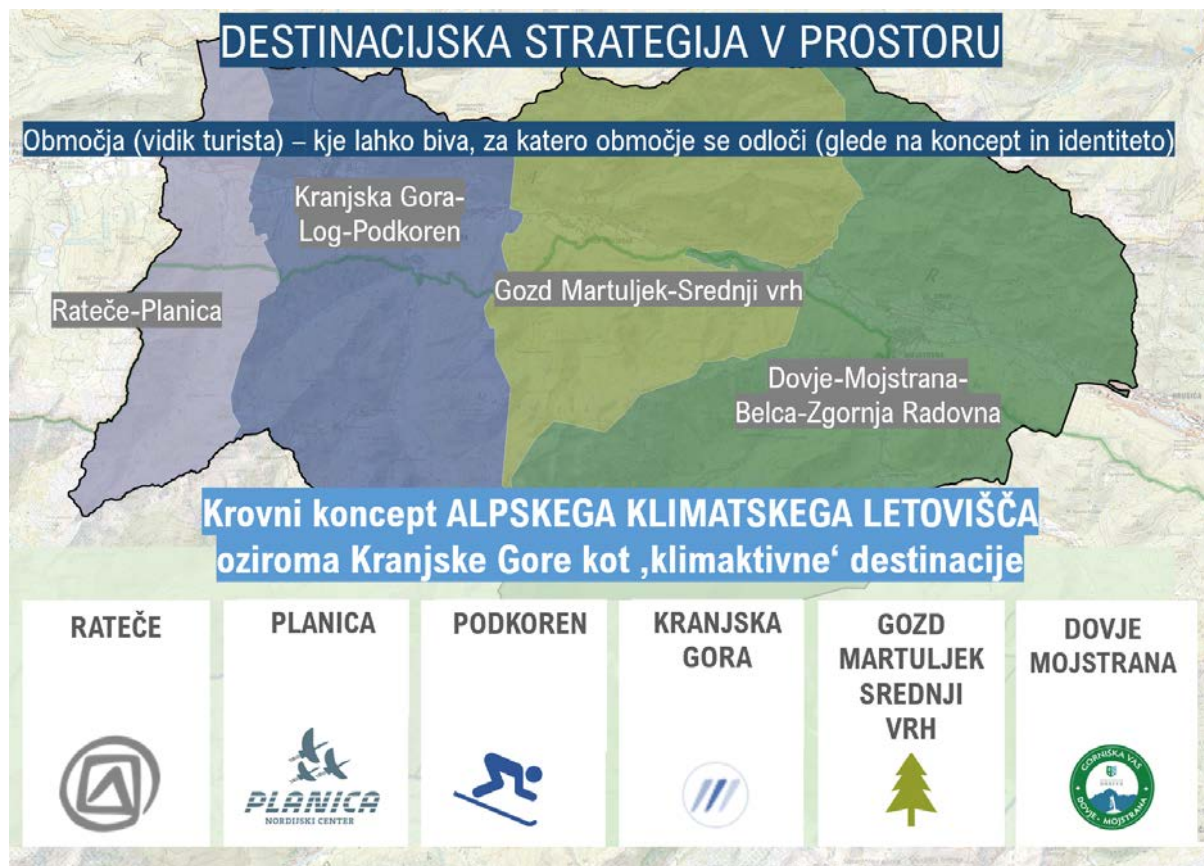 DESTINACIJSKA STRATEGIJA V PROSTORU
Območja (vidik turista) – kje lahko biva, za katero območje se odloči (glede na koncept in identiteto)
Kranjska Gora-
Log-Podkoren
Gozd Martuljek-Srednji vrh
Rateče-Planica
Dovje-Mojstrana-
Belca-Zgornja Radovna
Krovni koncept ALPSKEGA KLIMATSKEGA LETOVIŠČA
oziroma Kranjske Gore kot ‚klimaktivne‘ destinacije
RATEČE
PLANICA
PLANICA
NORDIJSKI CENTER
PODKOREN
KRANJSKA
GORA
GOZD
MARTULJEK
SREDNJI
VRH
DOVJE
MOJSTRANA
GORNIŠKA VAS
DOVJE - MOJSTRANA